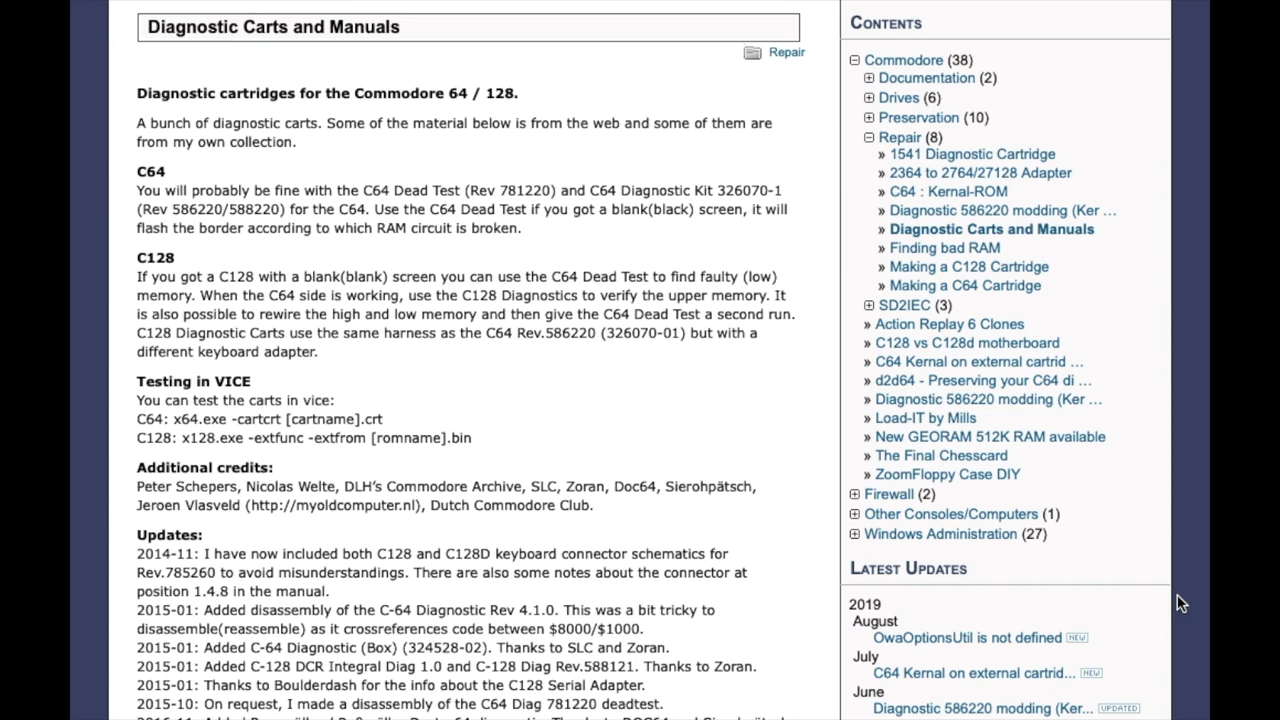 Diagnostic Carts and Manuals
Repair
Diagnostic cartridges for the Commodore 64 / 128.
A bunch of diagnostic carts. Some of the material below is from the web and some of them are
from my own collection.
C64
You will probably be fine with the C64 Dead Test (Rev 781220) and C64 Diagnostic Kit 326070-1
(Rev 586220/588220) for the C64. Use the C64 Dead Test if you got a blank(black) screen, it will
flash the border according to which RAM circuit is broken.
C128
If you got a C128 with a blank(blank) screen you can use the C64 Dead Test to find faulty (low)
memory. When the C64 side is working, use the C128 Diagnostics to verify the upper memory. It
is also possible to rewire the high and low memory and then give the C64 Dead Test a second run.
C128 Diagnostic Carts use the same harness as the C64 Rev.586220 (326070-01) but with a
different keyboard adapter.
Testing in VICE
You can test the carts in vice:
C64: x64.exe -cartcrt [cartname].crt
C128: x128.exe -extfunc -extfrom [romname].bin
Additional credits:
Peter Schepers, Nicolas Welte, DLH's Commodore Archive, SLC, Zoran, Doc64, Sierohpätsch,
Jeroen Vlasveld (http://myoldcomputer.nl), Dutch Commodore Club.
Updates:
2014-11: I have now included both C128 and C128D keyboard connector schematics for
Rev.785260 to avoid misunderstandings. There are also some notes about the connector at
position 1.4.8 in the manual.
2015-01: Added disassembly of the C-64 Diagnostic Rev 4.1.0. This was a bit tricky to
disassemble(reassemble) as it crossreferences code between $8000/$1000.
2015-01: Added C-64 Diagnostic (Box) (324528-02). Thanks to SLC and Zoran.
2015-01: Added C-128 DCR Integral Diag 1.0 and C-128 Diag Rev.588121. Thanks to Zoran.
2015-01: Thanks to Boulderdash for the info about the C128 Serial Adapter.
2015-10: On request, I made a disassembly of the C64 Diag 781220 deadtest.
CONTENTS
Commodore (38)
Documentation (2)
Drives (6)
Preservation (10)
Repair (8)
» 1541 Diagnostic Cartridge
» 2364 to 2764/27128 Adapter
» C64 : Kernal-ROM
» Diagnostic 586220 modding (Ker ...
» Diagnostic Carts and Manuals
» Finding bad RAM
» Making a C128 Cartridge
» Making a C64 Cartridge
SD2IEC (3)
» Action Replay 6 Clones
» C128 vs C128d motherboard
» C64 Kernal on external cartrid ...
» d2d64 - Preserving your C64 di ...
» Diagnostic 586220 modding (Ker ...
» Load-IT by Mills
» New GEORAM 512K RAM available
» The Final Chesscard
» ZoomFloppy Case DIY
Firewall (2)
Other Consoles/Computers (1)
Windows Administration (27)
LATEST UPDATES
2019
August
OwaOptionsUtil is not defined NEW
July
C64 Kernal on external cartrid... NEW
June
Diagnostic 586220 modding (Ker... UPDATED